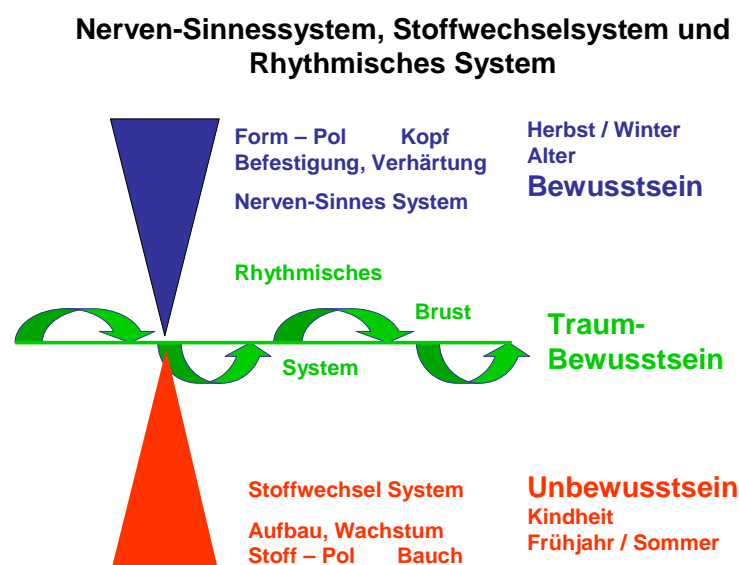 Nerven-Sinnessystem, Stoffwechselsystem und
Rhythmisches System
Form – Pol Kopf
Befestigung, Verhärtung
Nerven-Sinnes System
Herbst / Winter
Alter
Bewusstsein
Rhythmisches
Brust
System
Traum-
Bewusstsein
Stoffwechsel System
Aufbau, Wachstum
Stoff – Pol Bauch
Unbewusstsein
Kindheit
Frühjahr / Sommer